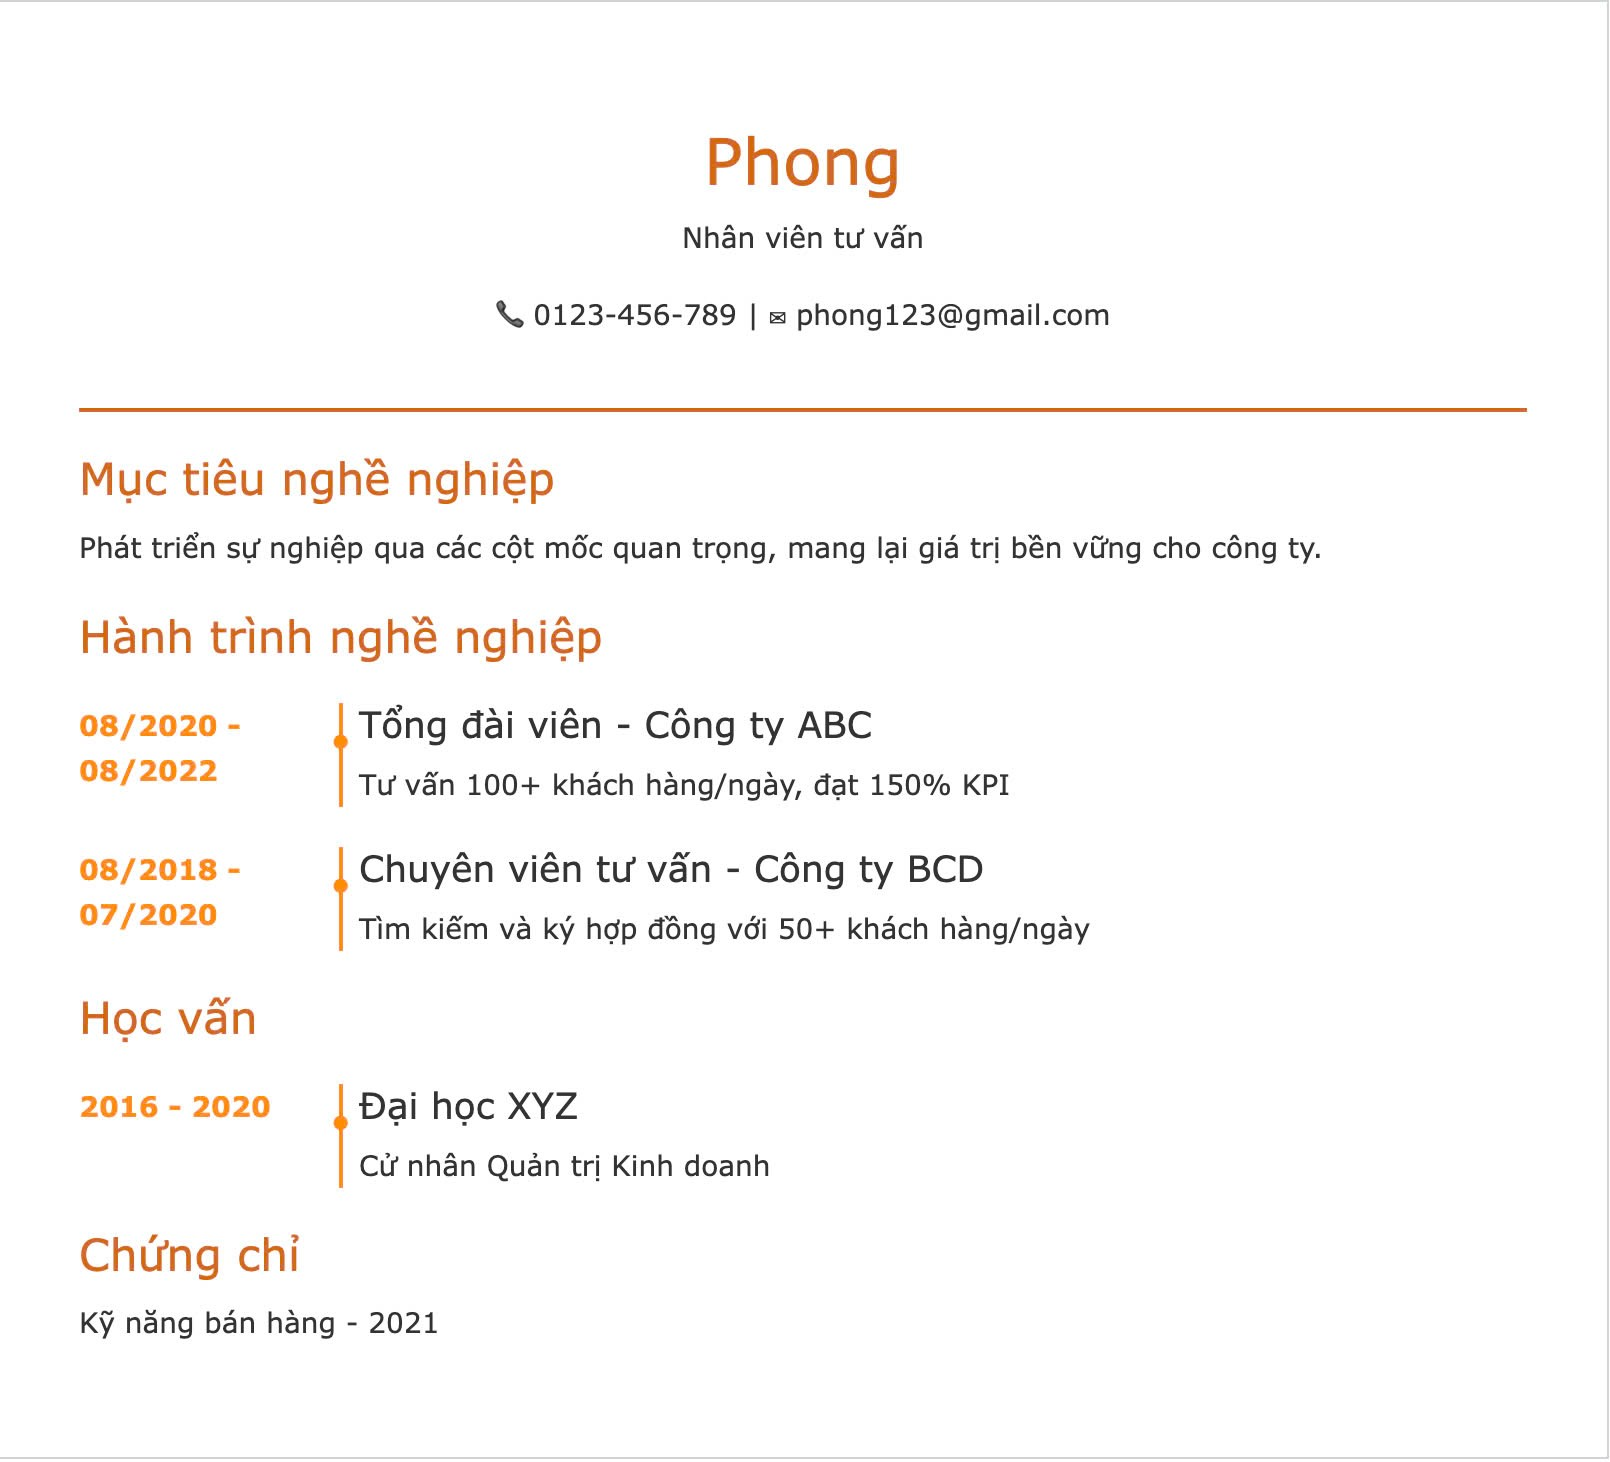 Phong
Nhân viên tư vấn
📞 0123-456-789 | ✉ phong123@gmail.com
Mục tiêu nghề nghiệp
Phát triển sự nghiệp qua các cột mốc quan trọng, mang lại giá trị bền vững cho công ty.
Hành trình nghề nghiệp
08/2020 -
08/2022
Tổng đài viên - Công ty ABC
Tư vấn 100+ khách hàng/ngày, đạt 150% KPI
08/2018 -
07/2020
Chuyên viên tư vấn - Công ty BCD
Tìm kiếm và ký hợp đồng với 50+ khách hàng/ngày
Học vấn
2016 - 2020
Đại học XYZ
Cử nhân Quản trị Kinh doanh
Chứng chỉ
Kỹ năng bán hàng - 2021